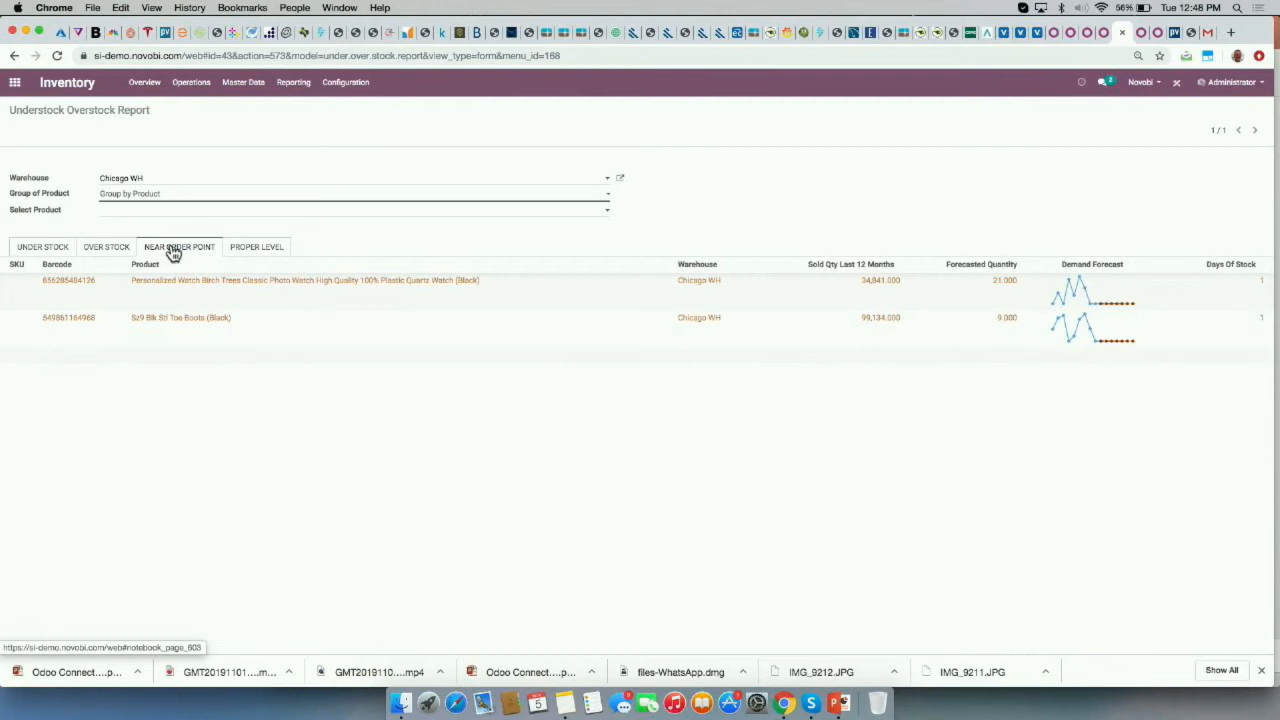 Chrome File Edit View History Bookmarks People Window Help 56% Tue 12:48 PM
si-demo.novobi.com/web#id=43&action=573&model=under.over.stock.report&view_type=form&menu_id=168
Inventory Overview Operations Master Data Reporting Configuration 2 Novobi Administrator
Understock Overstock Report
1 / 1
Warehouse Chicago WH
Group of Product Group by Product
Select Product
UNDER STOCK OVER STOCK NEAR ORDER POINT PROPER LEVEL
SKU Barcode Product Warehouse Sold Qty Last 12 Months Forecasted Quantity Demand Forecast Days Of Stock
856285484126 Personalized Watch Birch Trees Classic Photo Watch High Quality 100% Plastic Quartz Watch (Black) Chicago WH 34,841.000 21.000 1
549861164968 Sz9 Blk Stl Toe Boots (Black) Chicago WH 99,134.000 9.000 1
https://si-demo.novobi.com/web#notebook_page_603
Odoo Connect....p... GMT20191101...m... GMT2019110....mp4 Odoo Connect....p... files-WhatsApp.dmg IMG_9212.JPG IMG_9211.JPG Show All